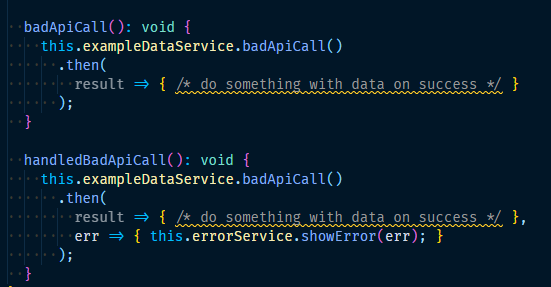 badApiCall(): void {
this.exampleDataService.badApiCall()
.then(
result => { /* do something with data on success */ }
);
}
handledBadApiCall(): void {
this.exampleDataService.badApiCall()
.then(
result => { /* do something with data on success */ },
err => { this.errorService.showError(err); }
);
}